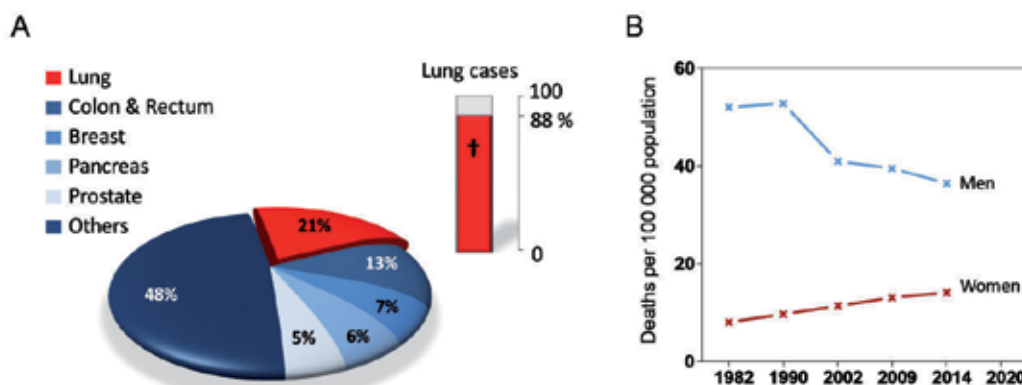 A
Lung
Colon & Rectum
Breast
Pancreas
Prostate
Others
21%
13%
7%
6%
5%
48%
Lung cases
100
88 %
†
0
B
Deaths per 100 000 population
60
40
20
0
Men
Women
1982 1990 2002 2009 2014 2020